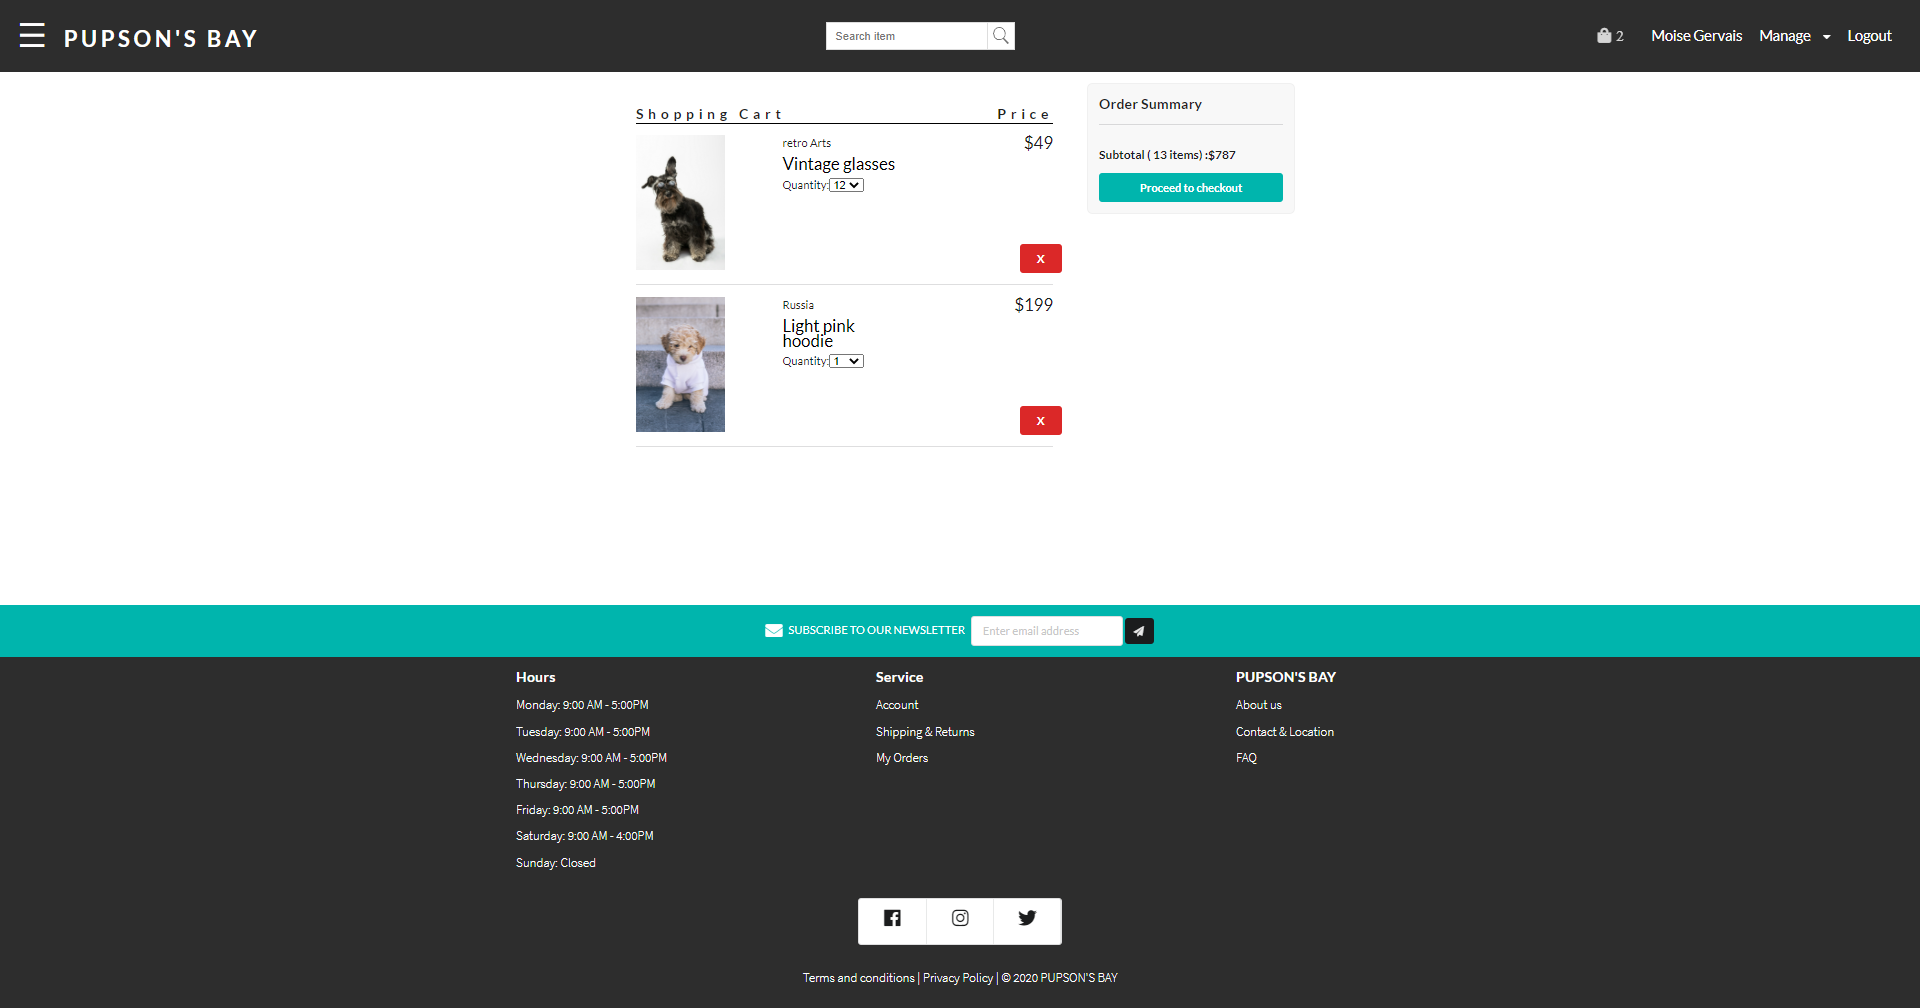 PUPSON'S BAY
Search item
2
Moise Gervais
Manage
Logout
Shopping Cart
Price
retro Arts
$49
Vintage glasses
Quantity:12
X
Russia
$199
Light pink
hoodie
Quantity:1
X
Order Summary
Subtotal ( 13 items) :$787
Proceed to checkout
SUBSCRIBE TO OUR NEWSLETTER
Enter email address
Hours
Monday: 9:00 AM - 5:00PM
Tuesday: 9:00 AM - 5:00PM
Wednesday: 9:00 AM - 5:00PM
Thursday: 9:00 AM - 5:00PM
Friday: 9:00 AM - 5:00PM
Saturday: 9:00 AM - 4:00PM
Sunday: Closed
Service
Account
Shipping & Returns
My Orders
PUPSON'S BAY
About us
Contact & Location
FAQ
Terms and conditions | Privacy Policy | © 2020 PUPSON'S BAY